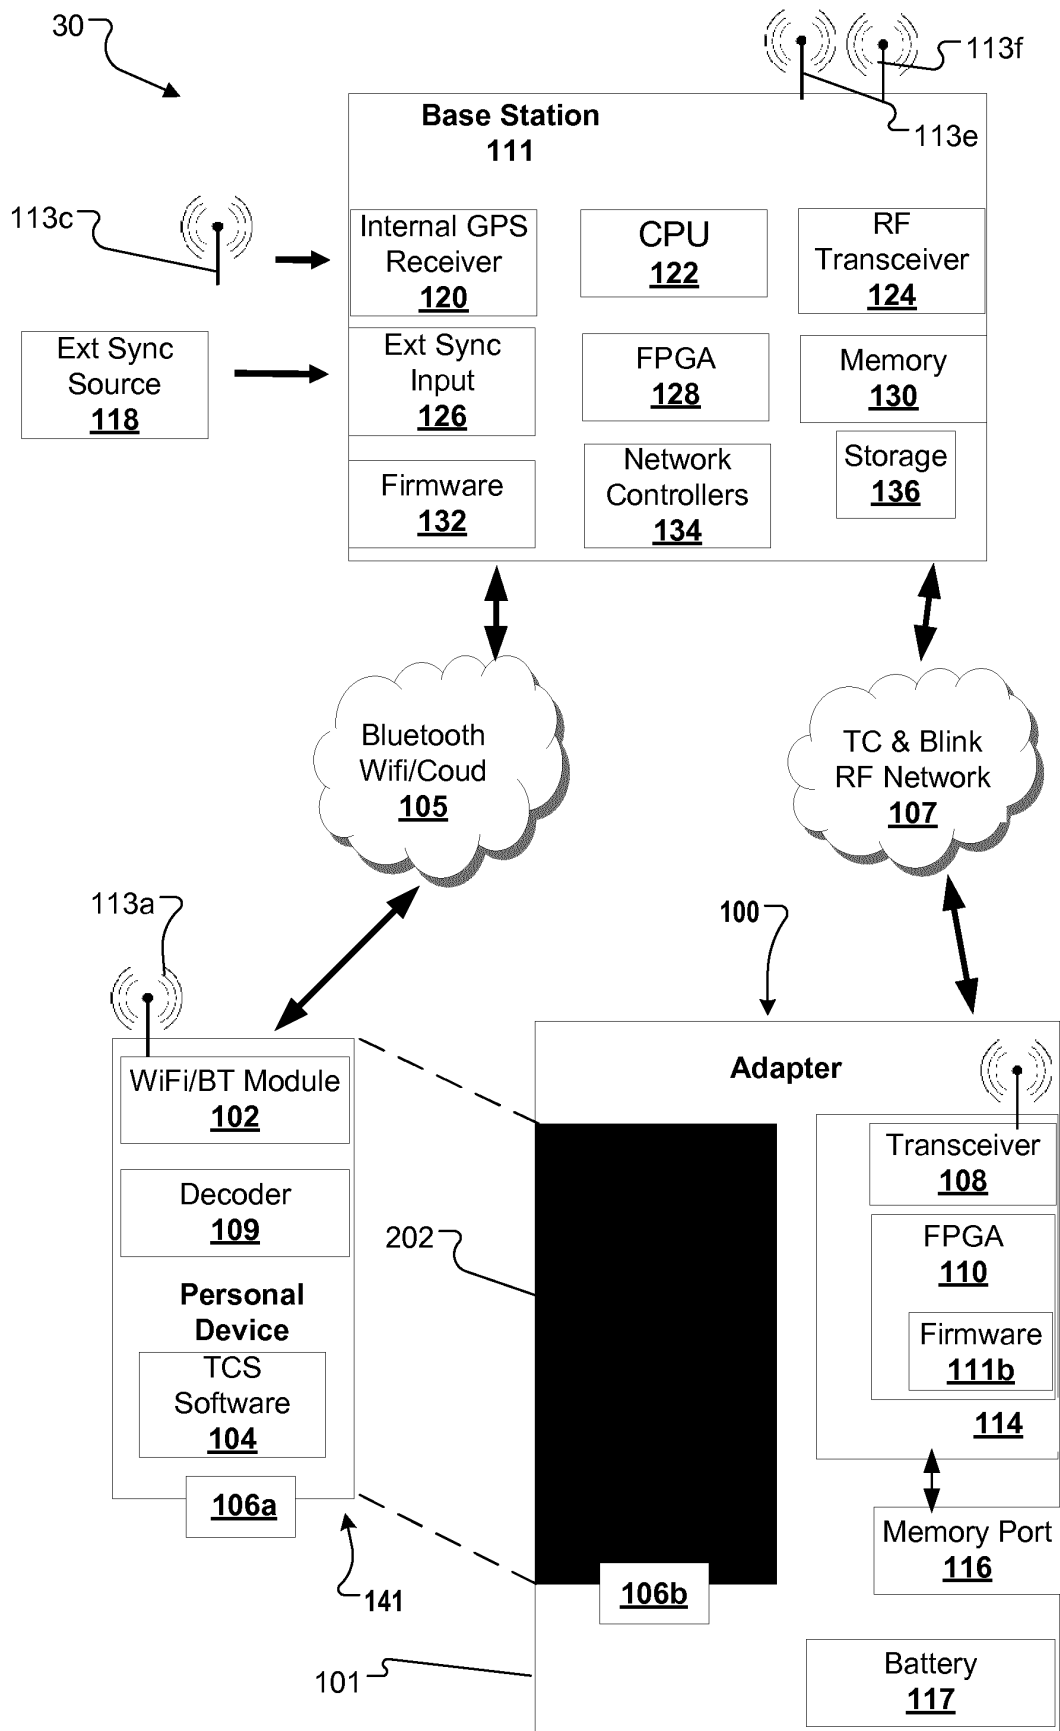 30
113f
Base Station
111
113e
113c
Internal GPS
Receiver
120
CPU
122
RF
Transceiver
124
Ext Sync
Source
118
Ext Sync
Input
126
FPGA
128
Memory
130
Firmware
132
Network
Controllers
134
Storage
136
Bluetooth
Wifi/Coud
105
TC & Blink
RF Network
107
113a
100
WiFi/BT Module
102
Decoder
109
Personal
Device
TCS
Software
104
106a
141
Adapter
Transceiver
108
202
FPGA
110
Firmware
111b
114
Memory Port
116
106b
101
Battery
117